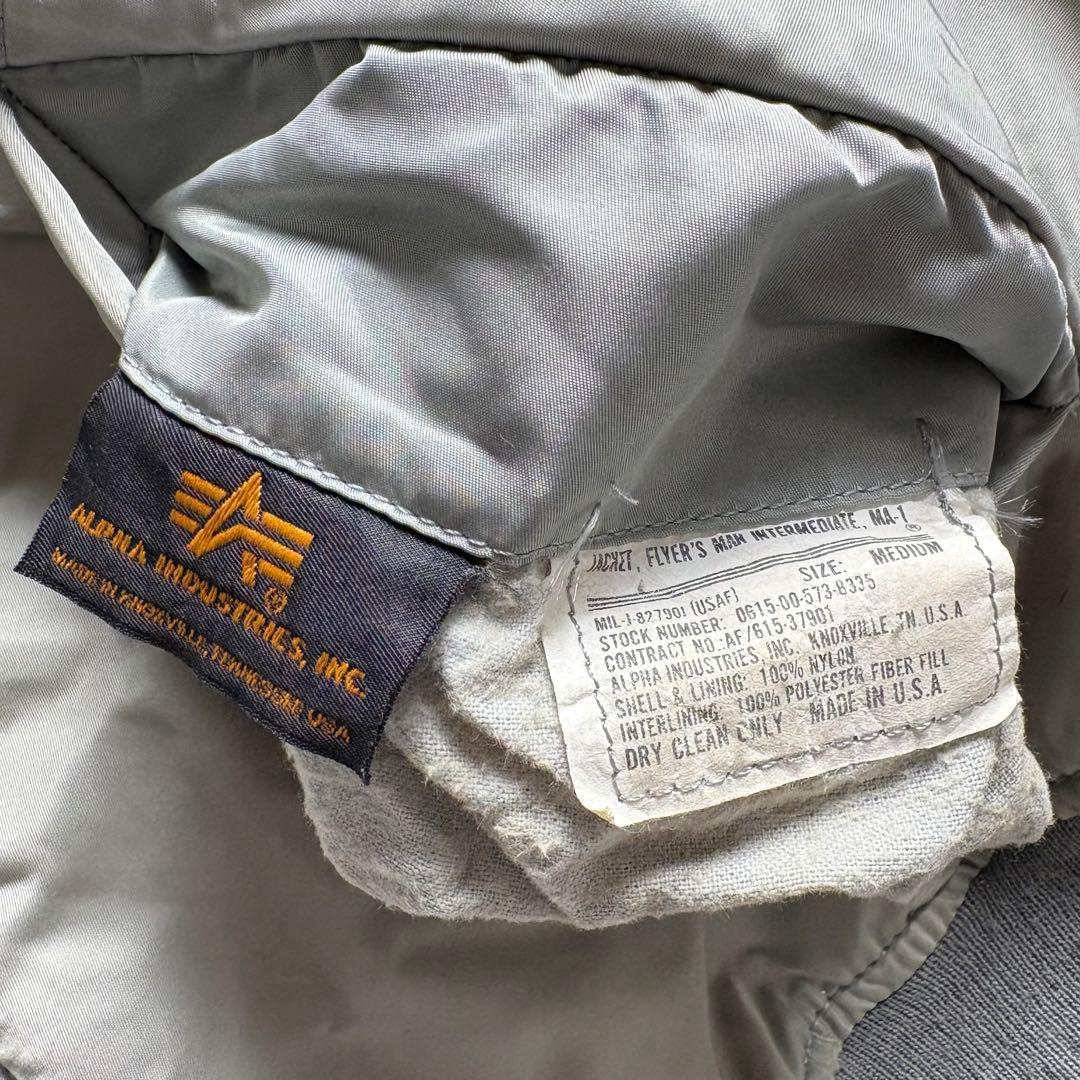 ALPHA INDUSTRIES, INC.
MADE IN KNOXVILLE, TENNESSEE USA
JACKET, FLYER'S MAN INTERMEDIATE, MA-1®
SIZE: MEDIUM
MIL-J-82790I (USAF)
STOCK NUMBER: 0615-00-573-8335
CONTRACT NO.:AF/615-37901
ALPHA INDUSTRIES, INC. KNOXVILLE, TN. U.S.A.
SHELL & LINING: 100% NYLON
INTERLINING: 100% POLYESTER FIBER FILL
DRY CLEAN ONLY MADE IN U.S.A.